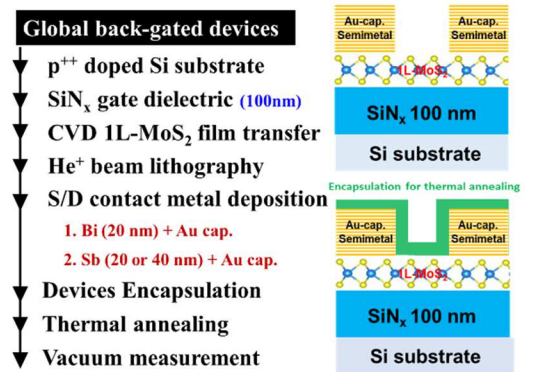 Global back-gated devices
p⁺⁺ doped Si substrate
SiNₓ gate dielectric (100nm)
CVD 1L-MoS₂ film transfer
He⁺ beam lithography
S/D contact metal deposition
1. Bi (20 nm) + Au cap.
2. Sb (20 or 40 nm) + Au cap.
Devices Encapsulation
Thermal annealing
Vacuum measurement
Au-cap.
Semimetal
Au-cap.
Semimetal
1L-MoS₂
SiNₓ 100 nm
Si substrate
Encapsulation for thermal annealing
Au-cap.
Semimetal
Au-cap.
Semimetal
1L-MoS₂
SiNₓ 100 nm
Si substrate